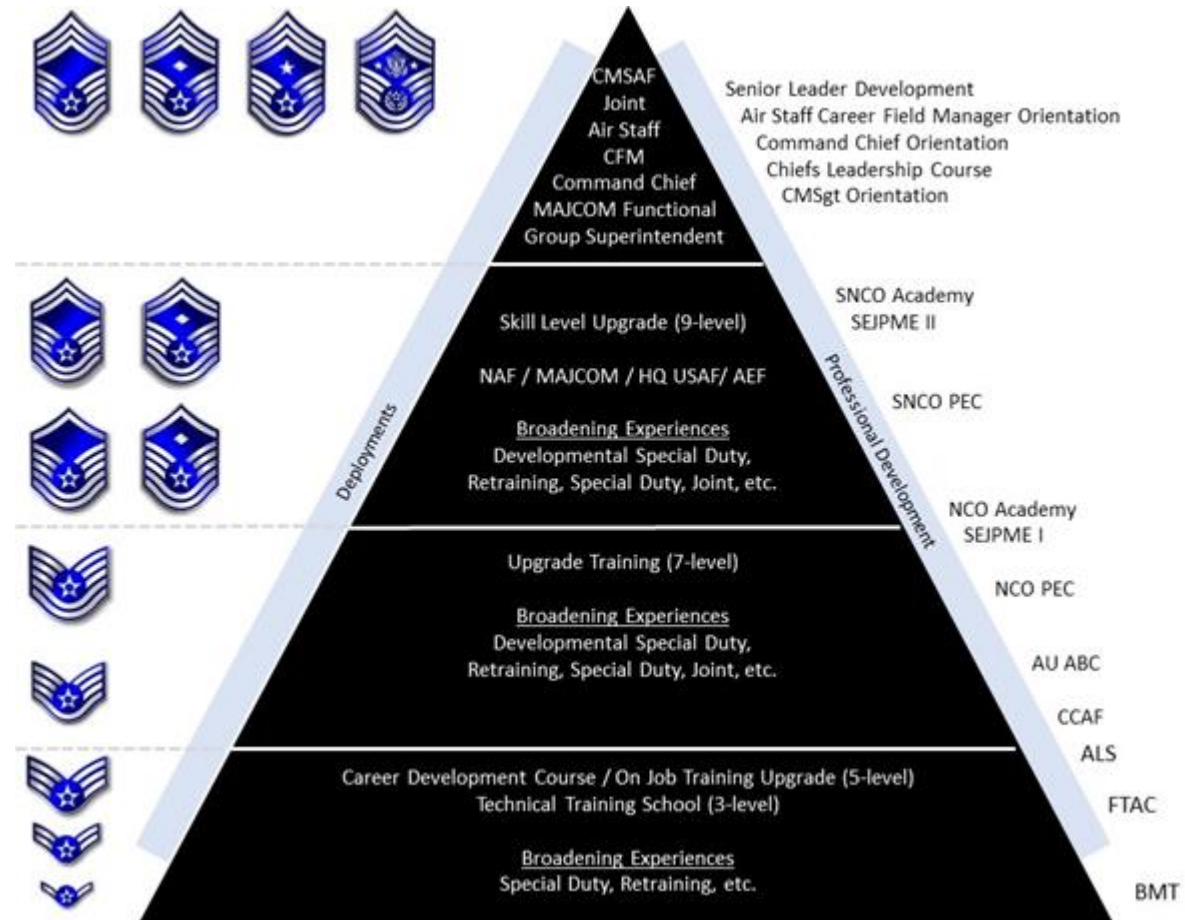 CMSAF
Joint
Air Staff
CFM
Command Chief
MAJCOM Functional
Group Superintendent
Senior Leader Development
Air Staff Career Field Manager Orientation
Command Chief Orientation
Chiefs Leadership Course
CMSgt Orientation
Skill Level Upgrade (9-level)
NAF / MAJCOM / HQ USAF/ AEF
Broadening Experiences
Developmental Special Duty,
Retraining, Special Duty, Joint, etc.
SNCO Academy
SEJPME II
SNCO PEC
Deployments
Professional Development
Upgrade Training (7-level)
Broadening Experiences
Developmental Special Duty,
Retraining, Special Duty, Joint, etc.
NCO Academy
SEJPME I
NCO PEC
AU ABC
CCAF
ALS
Career Development Course / On Job Training Upgrade (5-level)
Technical Training School (3-level)
Broadening Experiences
Special Duty, Retraining, etc.
FTAC
BMT